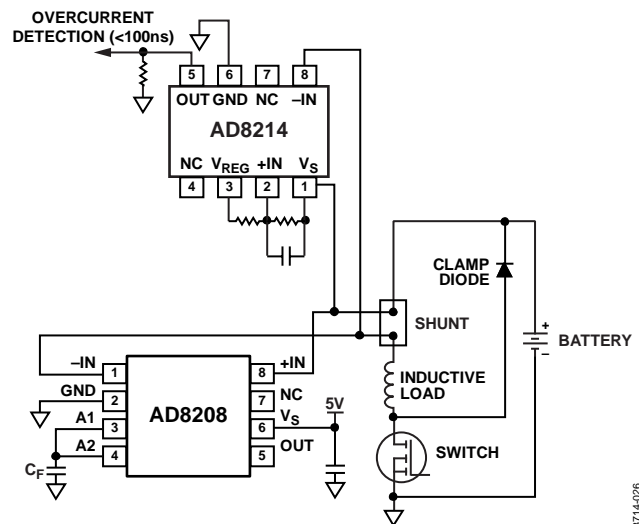 OVERCURRENT
DETECTION (<100ns)
5 6 7 8
OUT GND NC –IN
AD8214
NC VREG +IN VS
4 3 2 1
CLAMP
DIODE
SHUNT
+
–
BATTERY
INDUCTIVE
LOAD
SWITCH
–IN 1
GND 2
A1 3
A2 4
AD8208
8 +IN
7 NC
6 VS
5 OUT
5V
CF